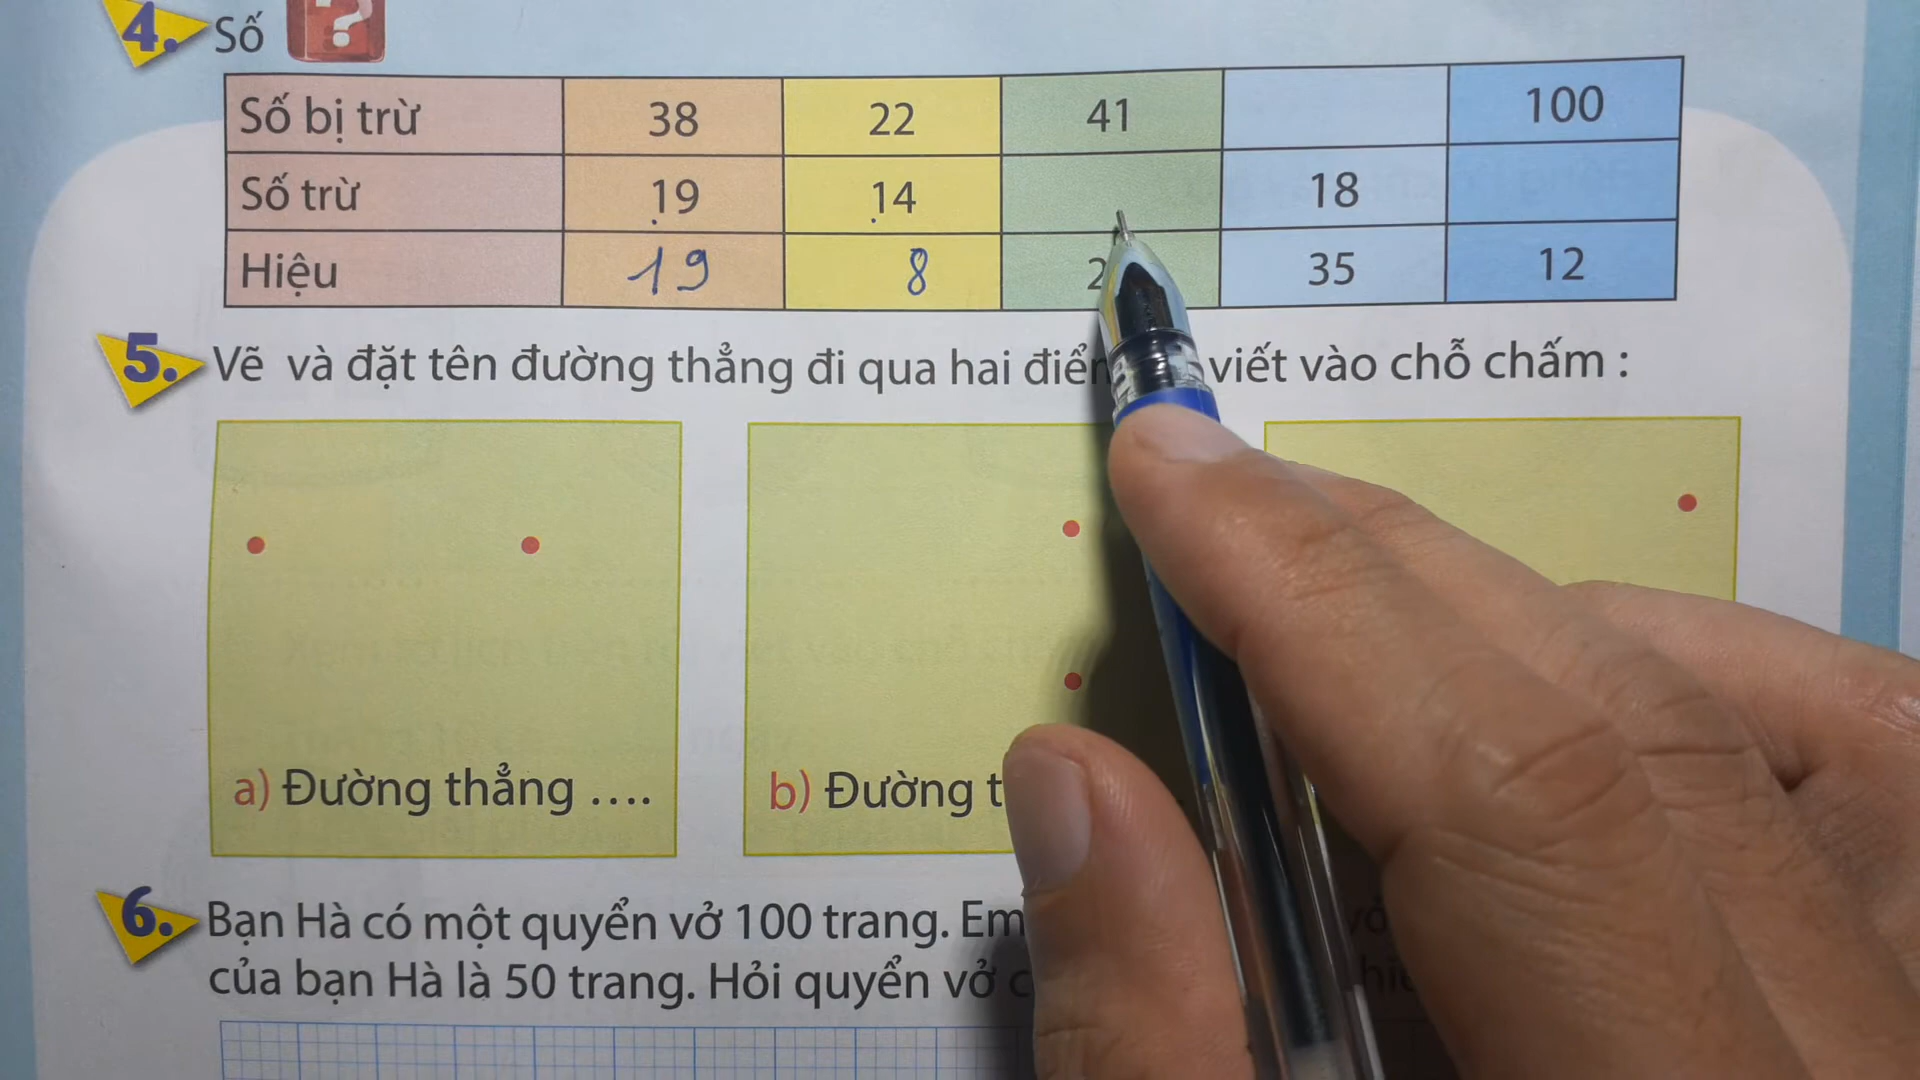 4. Số ?
Số bị trừ 38 22 41 100
Số trừ 19 14 18
Hiệu 19 8 35 12
5. Vẽ và đặt tên đường thẳng đi qua hai viết vào chỗ chấm :
a) Đường thẳng ....
b) Đường
6. Bạn Hà có một quyển vở 100 trang. Em
của bạn Hà là 50 trang. Hỏi quyển vở